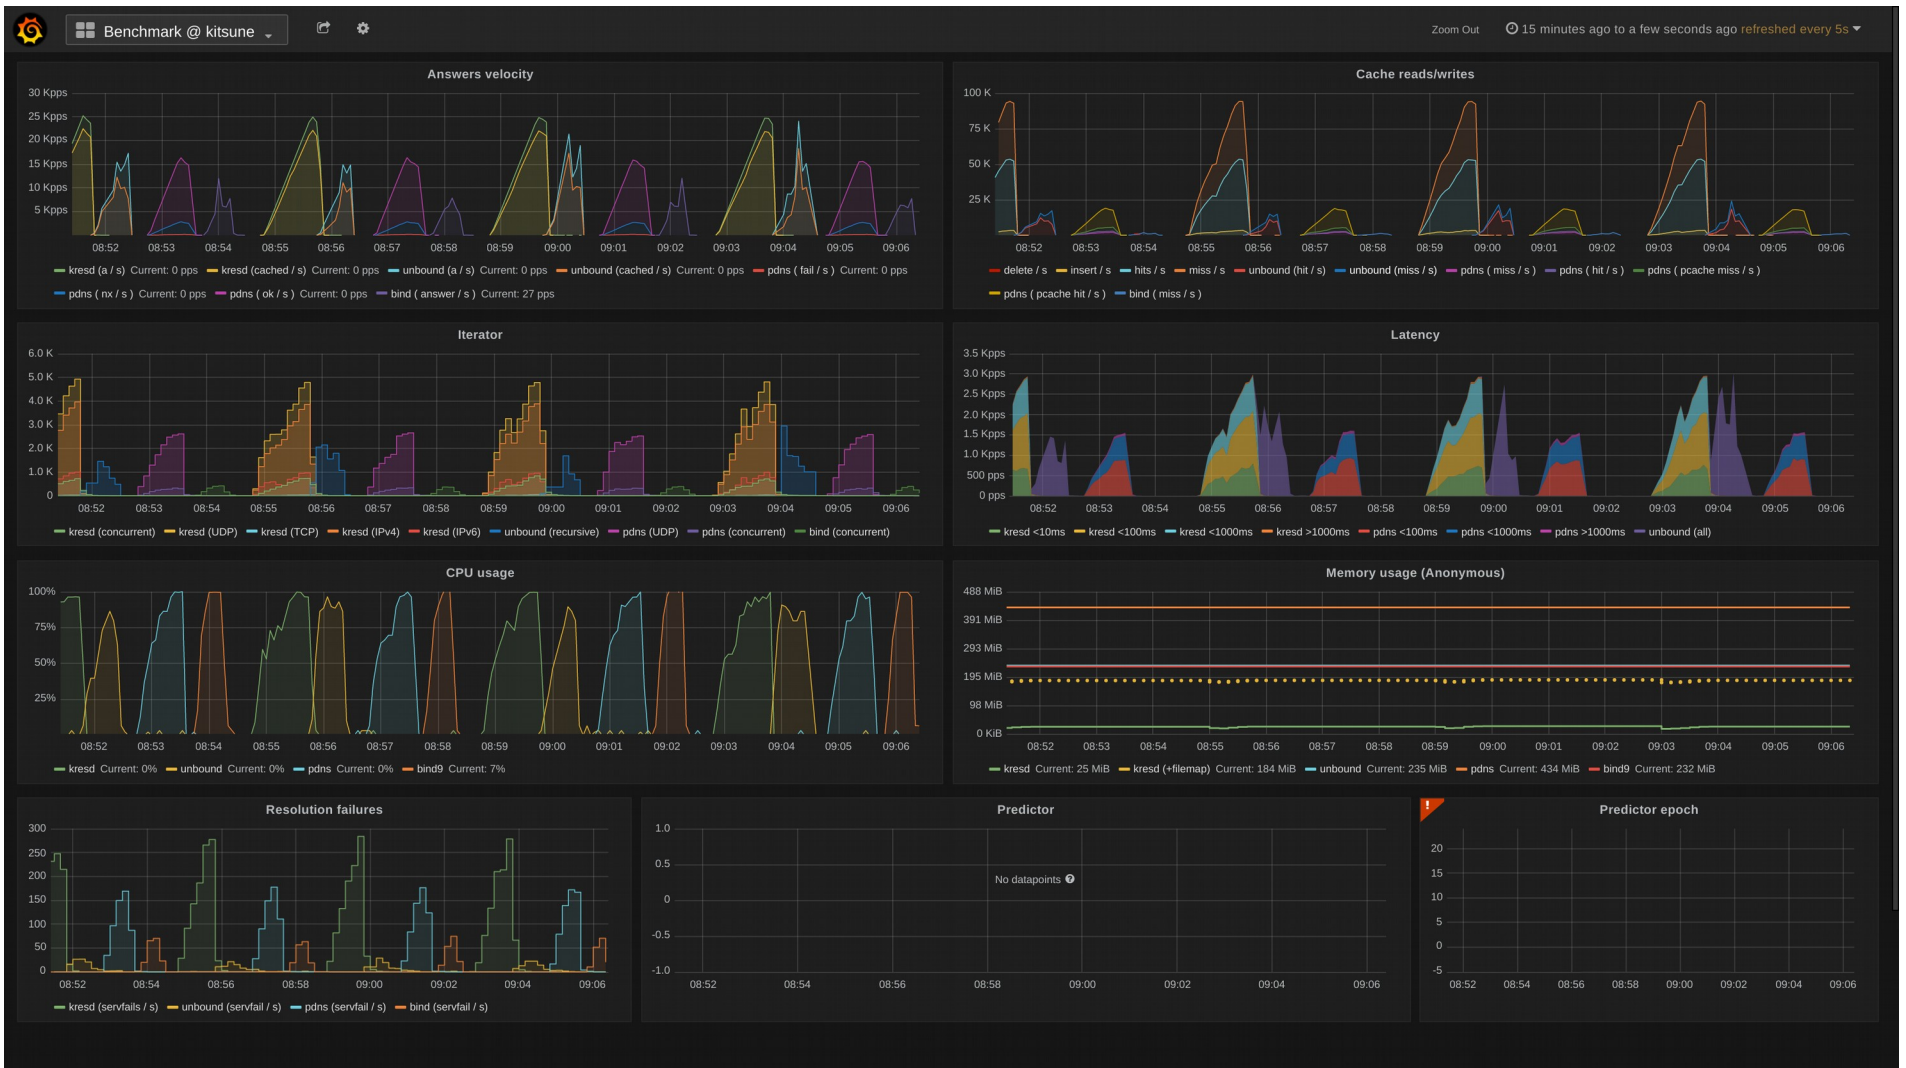 Benchmark @ kitsune
Zoom Out 15 minutes ago to a few seconds ago refreshed every 5s
Answers velocity
30 Kpps
25 Kpps
20 Kpps
15 Kpps
10 Kpps
5 Kpps
08:52 08:53 08:54 08:55 08:56 08:57 08:58 08:59 09:00 09:01 09:02 09:03 09:04 09:05 09:06
kresd (a / s) Current: 0 pps kresd (cached / s) Current: 0 pps unbound (a / s) Current: 0 pps unbound (cached / s) Current: 0 pps pdns ( fail / s ) Current: 0 pps
pdns ( nx / s ) Current: 0 pps pdns ( ok / s ) Current: 0 pps bind ( answer / s ) Current: 27 pps
Cache reads/writes
100 K
75 K
50 K
25 K
08:52 08:53 08:54 08:55 08:56 08:57 08:58 08:59 09:00 09:01 09:02 09:03 09:04 09:05 09:06
delete / s insert / s hits / s miss / s unbound (hit / s) unbound (miss / s) pdns ( miss / s ) pdns ( hit / s ) pdns ( pcache miss / s )
pdns ( pcache hit / s ) bind ( miss / s )
Iterator
6.0 K
5.0 K
4.0 K
3.0 K
2.0 K
1.0 K
0
08:52 08:53 08:54 08:55 08:56 08:57 08:58 08:59 09:00 09:01 09:02 09:03 09:04 09:05 09:06
kresd (concurrent) kresd (UDP) kresd (TCP) kresd (IPv4) kresd (IPv6) unbound (recursive) pdns (UDP) pdns (concurrent) bind (concurrent)
Latency
3.5 Kpps
3.0 Kpps
2.5 Kpps
2.0 Kpps
1.5 Kpps
1.0 Kpps
500 pps
0 pps
08:52 08:53 08:54 08:55 08:56 08:57 08:58 08:59 09:00 09:01 09:02 09:03 09:04 09:05 09:06
kresd <10ms kresd <100ms kresd <1000ms kresd >1000ms pdns <100ms pdns <1000ms pdns >1000ms unbound (all)
CPU usage
100%
75%
50%
25%
08:52 08:53 08:54 08:55 08:56 08:57 08:58 08:59 09:00 09:01 09:02 09:03 09:04 09:05 09:06
kresd Current: 0% unbound Current: 0% pdns Current: 0% bind9 Current: 7%
Memory usage (Anonymous)
488 MiB
391 MiB
293 MiB
195 MiB
98 MiB
0 KiB
08:52 08:53 08:54 08:55 08:56 08:57 08:58 08:59 09:00 09:01 09:02 09:03 09:04 09:05 09:06
kresd Current: 25 MiB kresd (+filemap) Current: 184 MiB unbound Current: 235 MiB pdns Current: 434 MiB bind9 Current: 232 MiB
Resolution failures
300
250
200
150
100
50
0
08:52 08:54 08:56 08:58 09:00 09:02 09:04 09:06
kresd (servfails / s) unbound (servfail / s) pdns (servfail / s) bind (servfail / s)
Predictor
1.0
0.5
No datapoints ?
0
-0.5
-1.0
08:52 08:54 08:56 08:58 09:00 09:02 09:04 09:06
!
Predictor epoch
20
15
10
5
0
-5
08:52 08:54 08:56 08:58 09:00 09:02 09:04 09:06